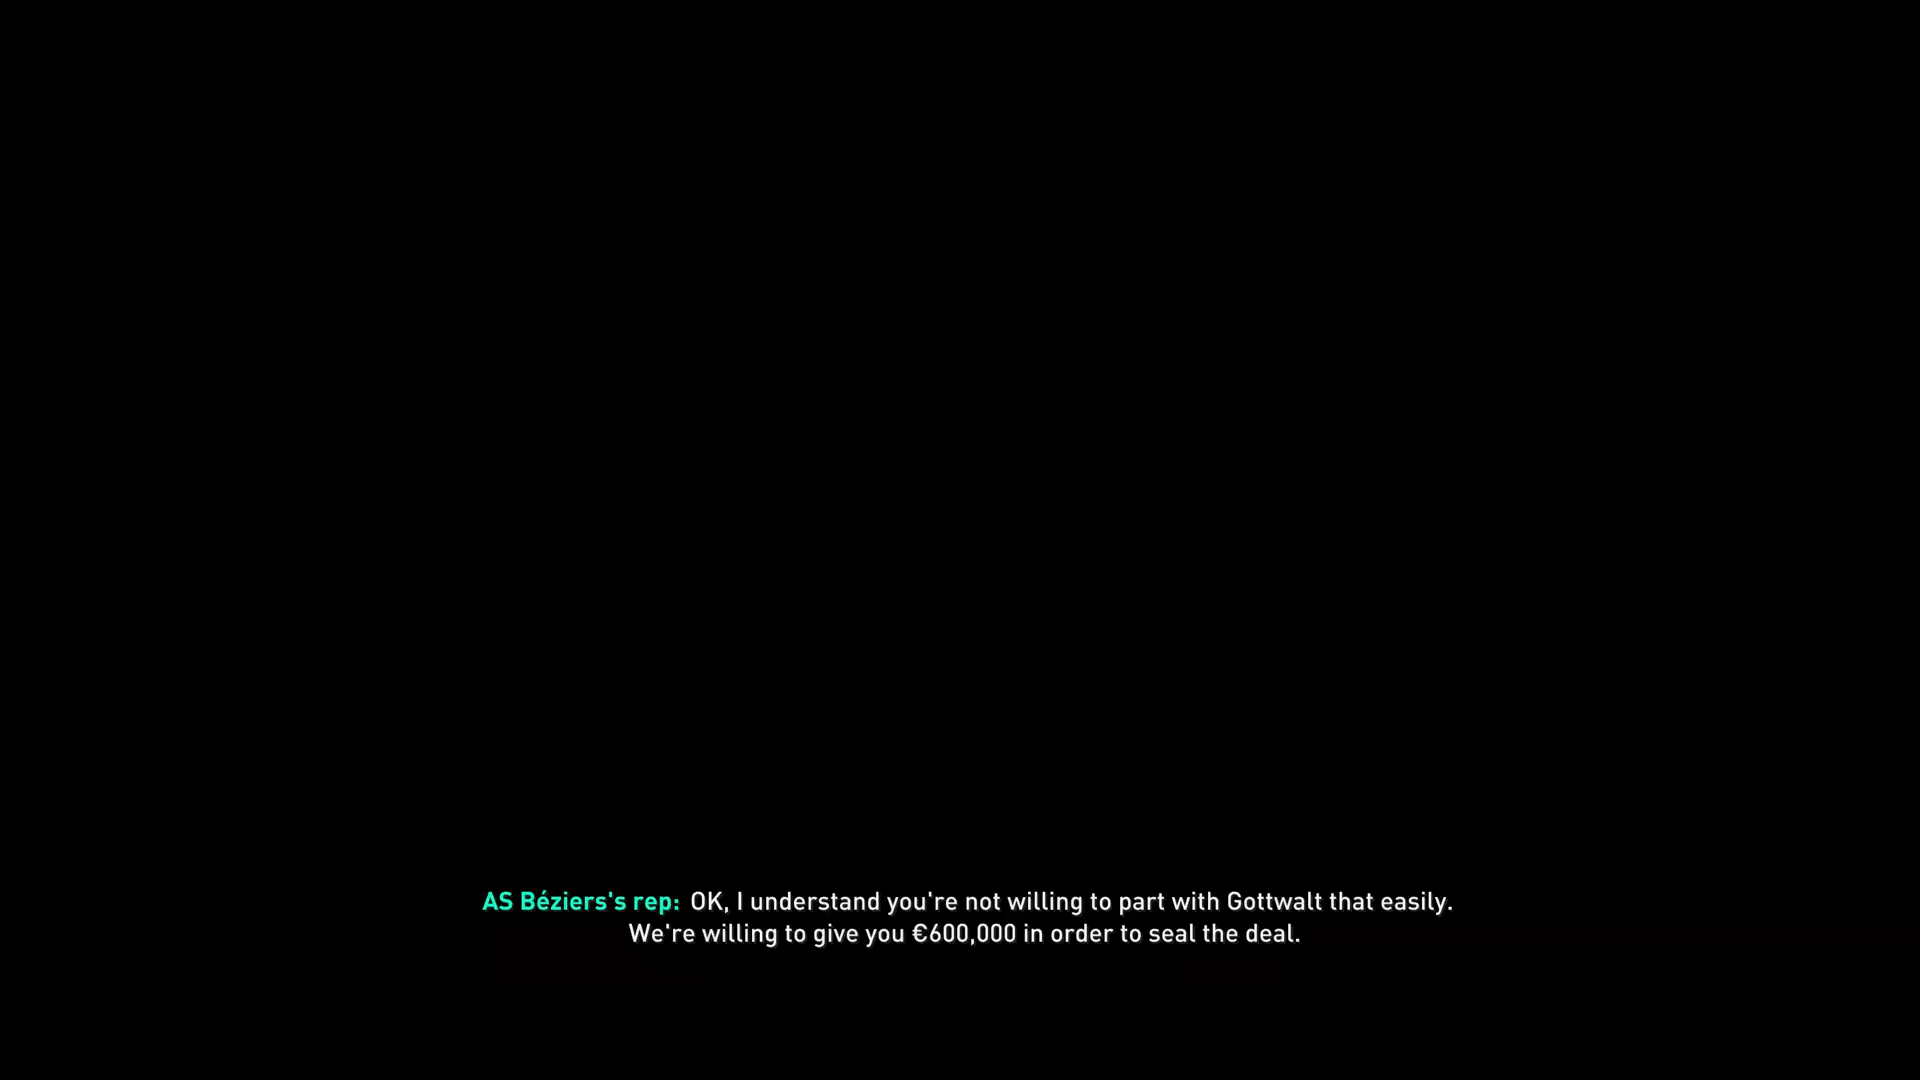 AS Béziers's rep: OK, I understand you're not willing to part with Gottwalt that easily.
We're willing to give you €600,000 in order to seal the deal.